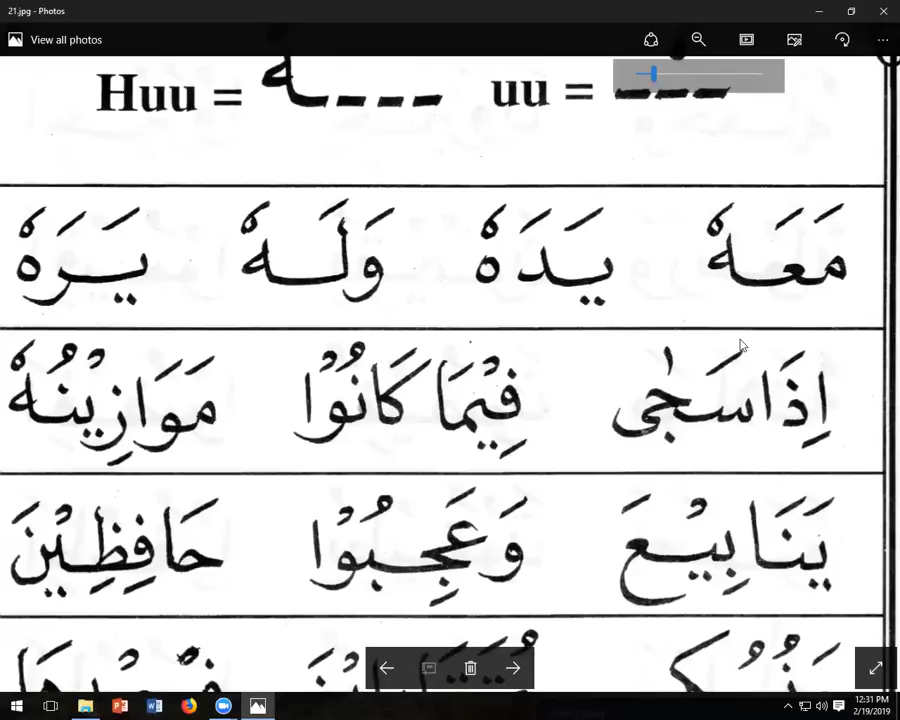 21.jpg - Photos
View all photos
Huu = ـهٗ uu =
مَعَهٗ يَدَهٗ وَلَهٗ يَرَهٗ
اِذَا سَجٰى فِيْمَا كَانُوْا مَوَازِيْنُهٗ
يَنَابِيْعَ وَعَجِبُوْا حَافِظِيْنَ
12:31 PM
2/19/2019